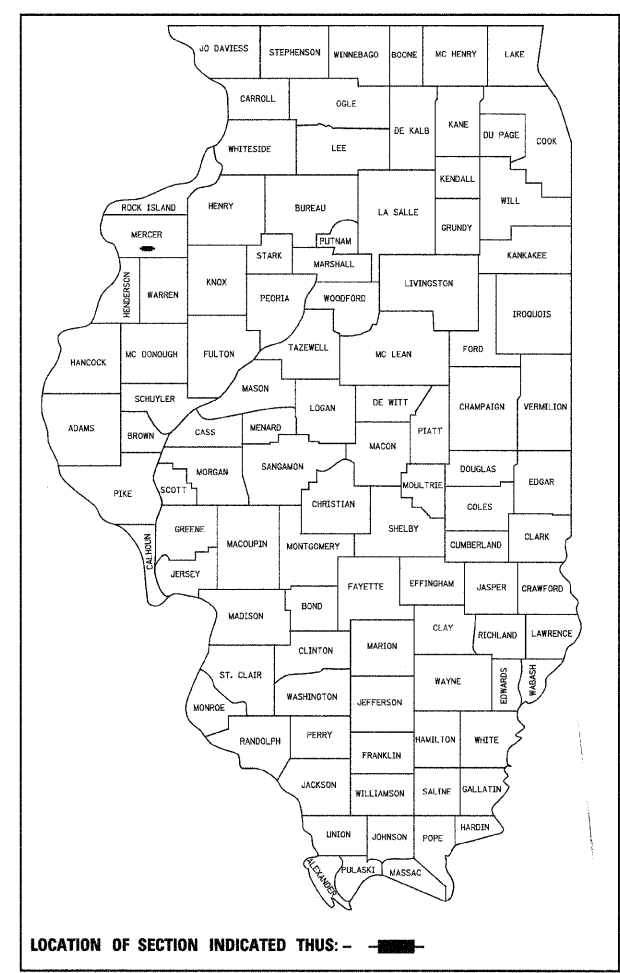 JO DAVIESS
STEPHENSON
WINNEBAGO
BOONE
MC HENRY
LAKE
CARROLL
OGLE
DE KALB
KANE
DU PAGE
COOK
WHITESIDE
LEE
KENDALL
WILL
ROCK ISLAND
HENRY
BUREAU
LA SALLE
GRUNDY
MERCER
PUTNAM
STARK
MARSHALL
KANKAKEE
HENDERSON
WARREN
KNOX
PEORIA
WOODFORD
LIVINGSTON
IROQUOIS
HANCOCK
MC DONOUGH
FULTON
TAZEWELL
MC LEAN
FORD
SCHUYLER
MASON
LOGAN
DE WITT
CHAMPAIGN
VERMILION
ADAMS
BROWN
CASS
MENARD
PIATT
MACON
MORGAN
SANGAMON
DOUGLAS
EDGAR
PIKE
SCOTT
CHRISTIAN
MOULTRIE
COLES
GREENE
MACOUPIN
MONTGOMERY
SHELBY
CUMBERLAND
CLARK
CALHOUN
JERSEY
FAYETTE
EFFINGHAM
JASPER
CRAWFORD
MADISON
BOND
CLAY
RICHLAND
LAWRENCE
CLINTON
MARION
ST. CLAIR
WAYNE
EDWARDS
WABASH
WASHINGTON
JEFFERSON
MONROE
RANDOLPH
PERRY
HAMILTON
WHITE
FRANKLIN
JACKSON
WILLIAMSON
SALINE
GALLATIN
UNION
JOHNSON
POPE
HARDIN
ALEXANDER
PULASKI
MASSAC
LOCATION OF SECTION INDICATED THUS: -